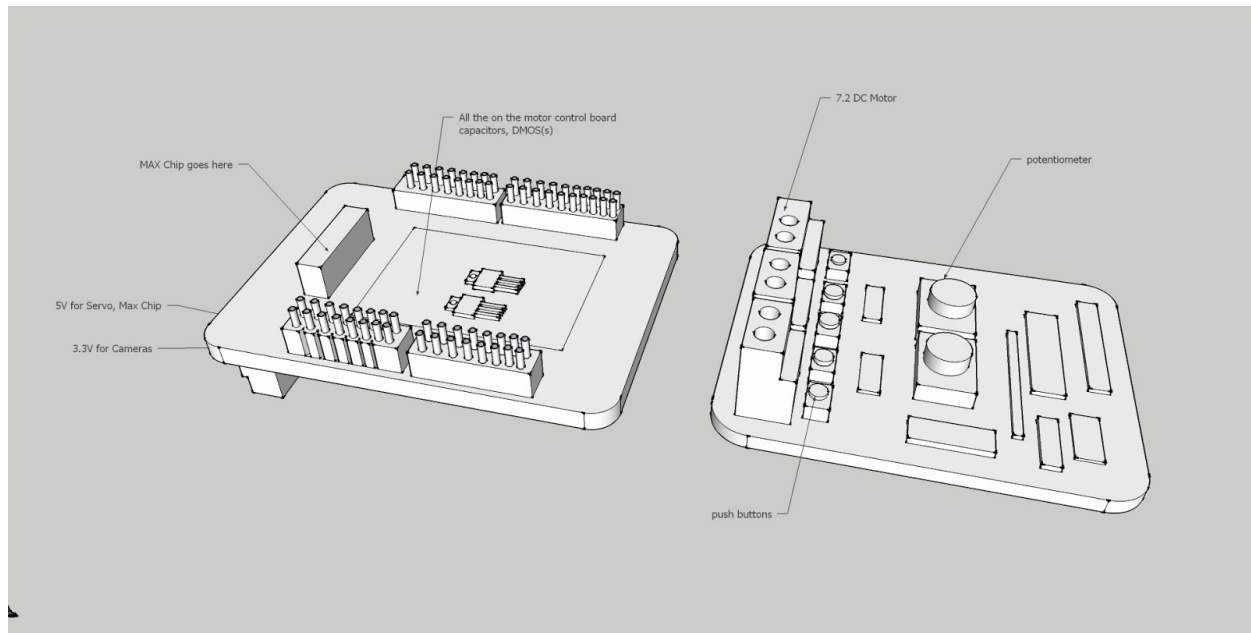 7.2 DC Motor
All the on the motor control board
capacitors, DMOS(s)
MAX Chip goes here
potentiometer
5V for Servo, Max Chip
3.3V for Cameras
push buttons